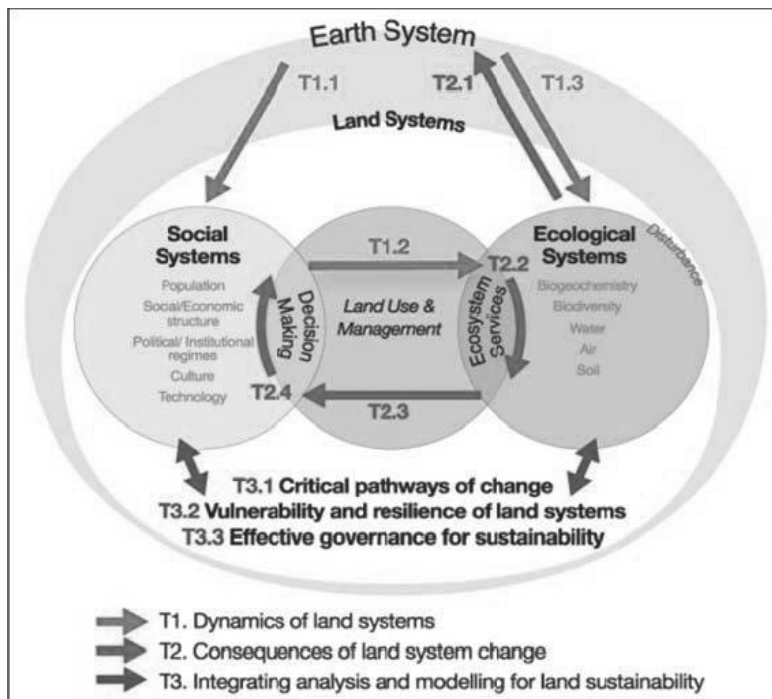 Earth System
T1.1
T2.1
T1.3
Land Systems
Social
Systems
Population
Social/Economic
structure
Political/ Institutional
regimes
Culture
Technology
Decision
Making
T1.2
Land Use &
Management
T2.3
T2.4
Ecological
Systems
Disturbance
T2.2
Ecosystem
Services
Biogeochemistry
Biodiversity
Water
Air
Soil
T3.1 Critical pathways of change
T3.2 Vulnerability and resilience of land systems
T3.3 Effective governance for sustainability
T1. Dynamics of land systems
T2. Consequences of land system change
T3. Integrating analysis and modelling for land sustainability